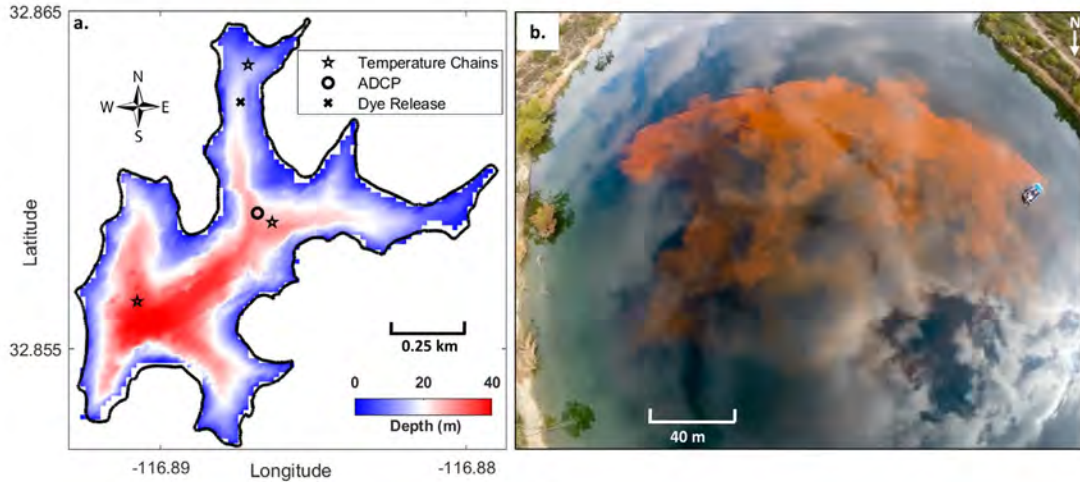 a.
32.865
Temperature Chains
ADCP
Dye Release
N
W E
S
Latitude
0.25 km
32.855
0 20 40
Depth (m)
-116.89
-116.88
Longitude
b.
N
40 m